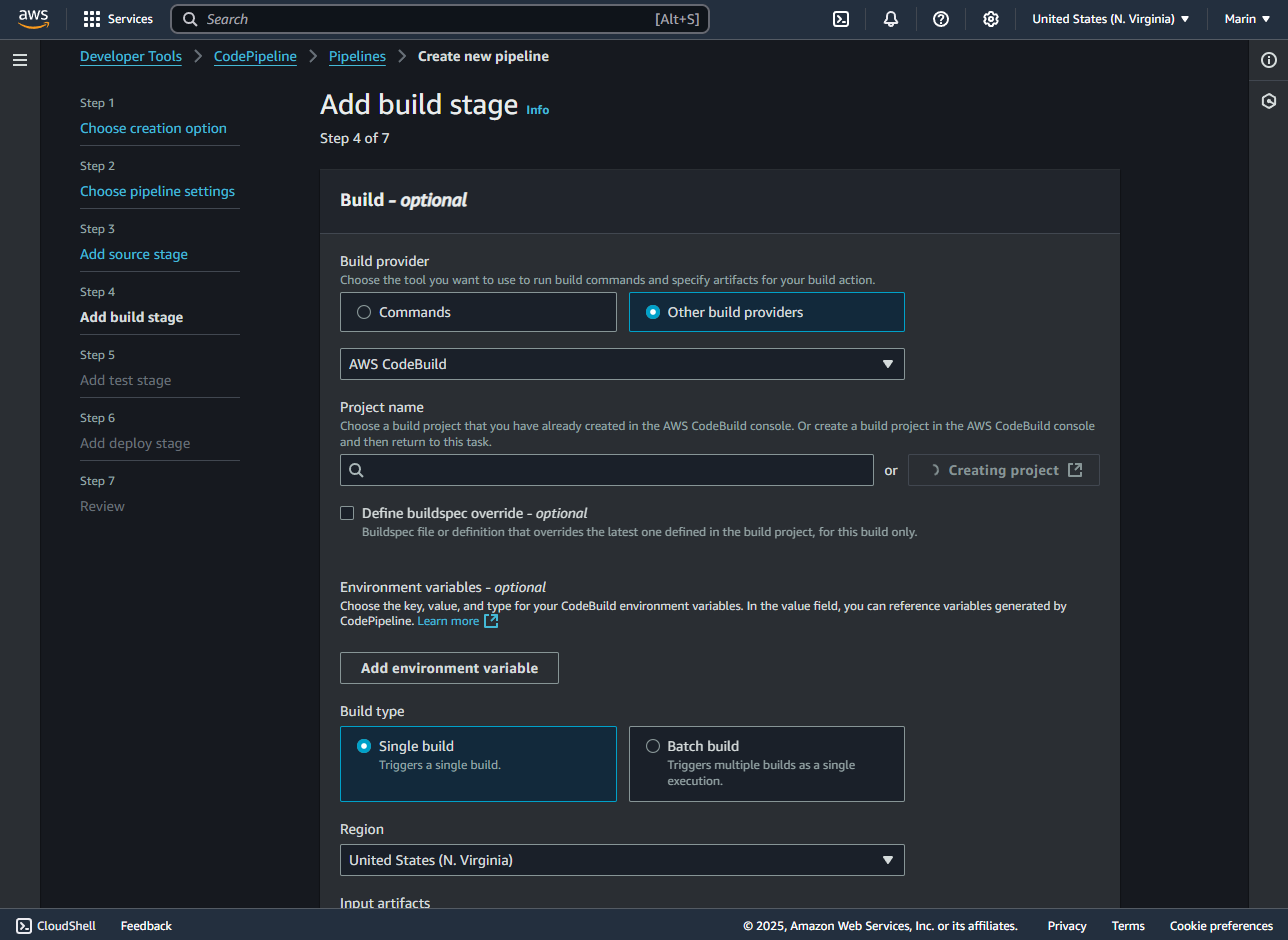 aws
Services
Search [Alt+S]
United States (N. Virginia)
Marin
Developer Tools
CodePipeline
Pipelines
Create new pipeline
Step 1
Choose creation option
Step 2
Choose pipeline settings
Step 3
Add source stage
Step 4
Add build stage
Step 5
Add test stage
Step 6
Add deploy stage
Step 7
Review
Add build stage Info
Step 4 of 7
Build - optional
Build provider
Choose the tool you want to use to run build commands and specify artifacts for your build action.
Commands
Other build providers
AWS CodeBuild
Project name
Choose a build project that you have already created in the AWS CodeBuild console. Or create a build project in the AWS CodeBuild console
and then return to this task.
or
Creating project
Define buildspec override - optional
Buildspec file or definition that overrides the latest one defined in the build project, for this build only.
Environment variables - optional
Choose the key, value, and type for your CodeBuild environment variables. In the value field, you can reference variables generated by
CodePipeline. Learn more
Add environment variable
Build type
Single build
Triggers a single build.
Batch build
Triggers multiple builds as a single
execution.
Region
United States (N. Virginia)
Input artifacts
CloudShell
Feedback
© 2025, Amazon Web Services, Inc. or its affiliates.
Privacy
Terms
Cookie preferences